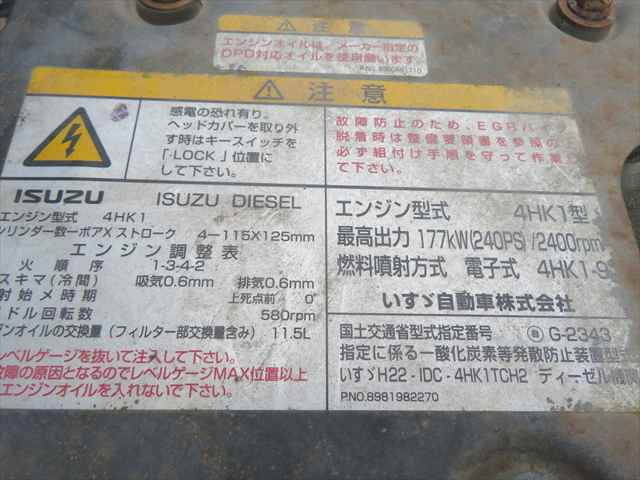 注意
エンジンオイルは、メーカー指定の
DPD対応オイルを使用願います。
注意
感電の恐れ有り。
ヘッドカバーを取り外
す時はキースイッチを
「・LOCK」位置に
して下さい。
故障防止のため、EGRバ
脱着時は整備要領書を参照の
必ず組付け手順を守って作業
て下さい。
ISUZU ISUZU DIESEL
エンジン型式 4HK1
シリンダー数ーボアXストローク 4-115X125mm
エンジン調整表
火順序 1-3-4-2
スキマ(冷間) 吸気0.6mm 排気0.6mm
射始メ時期 上死点前 0°
ドル回転数 580rpm
ンオイルの交換量(フィルター部交換量含み) 11.5L
レベルゲージを抜いて注入して下さい。
故障の原因となるのでレベルゲージMAX位置以上
エンジンオイルを入れないで下さい。
エンジン型式 4HK1型
最高出力 177kW(240PS)/2400rpm
燃料噴射方式 電子式 4HK1-9
いすゞ自動車株式会社
国土交通省型式指定番号 G-2343
指定に係る一酸化炭素等発散防止装置型式
いすゞH22-IDC-4HK1TCH2 ディーゼル機関
P.NO.8981982270